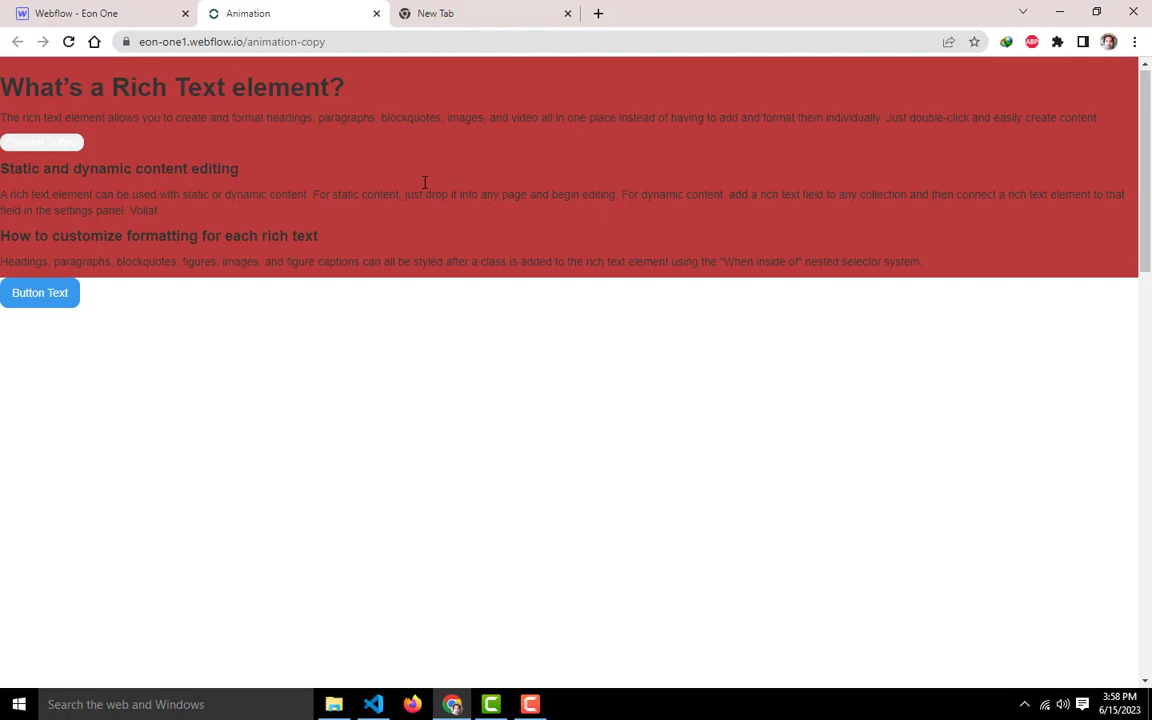 Webflow - Eon One
Animation
New Tab
eon-one1.webflow.io/animation-copy
ABP
What's a Rich Text element?
The rich text element allows you to create and format headings, paragraphs, blockquotes, images, and video all in one place instead of having to add and format them individually. Just double-click and easily create content.
Static and dynamic content editing
A rich text element can be used with static or dynamic content. For static content, just drop it into any page and begin editing. For dynamic content, add a rich text field to any collection and then connect a rich text element to that
field in the settings panel. Voila!
How to customize formatting for each rich text
Headings, paragraphs, blockquotes, figures, images, and figure captions can all be styled after a class is added to the rich text element using the "When inside of" nested selector system.
Button Text
Search the web and Windows
3:58 PM
6/15/2023